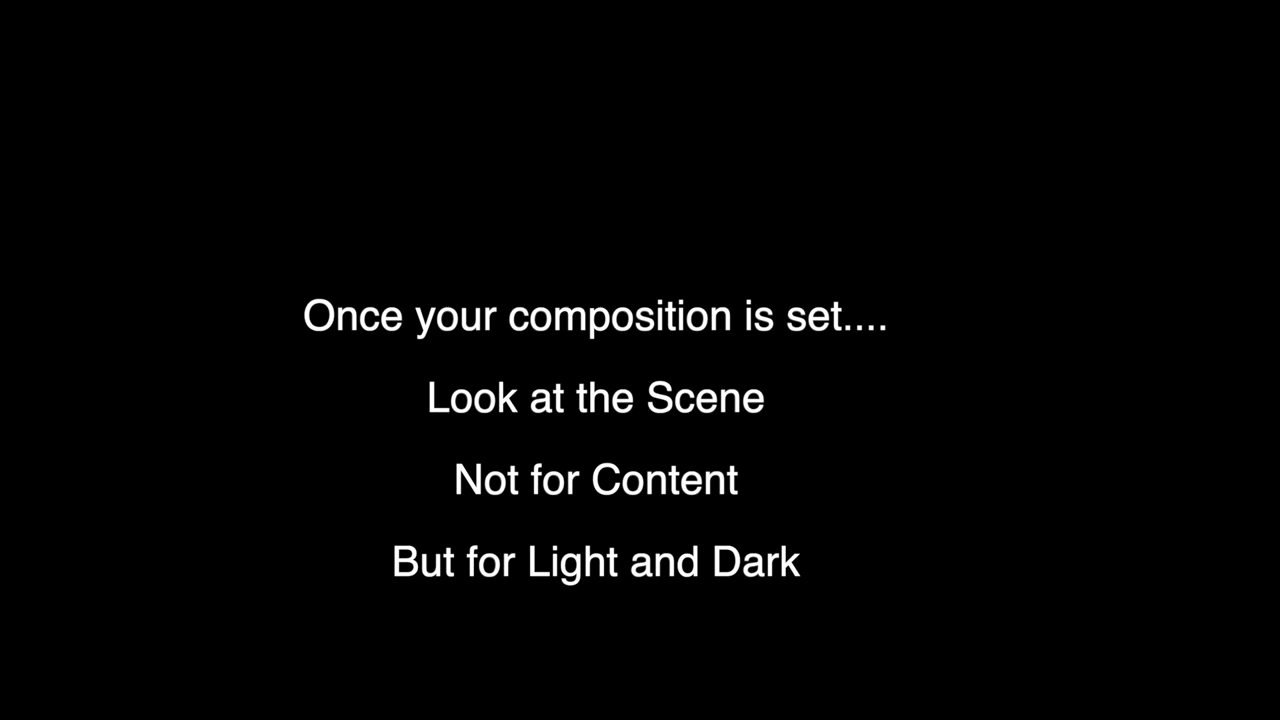 Once your composition is set....
Look at the Scene
Not for Content
But for Light and Dark